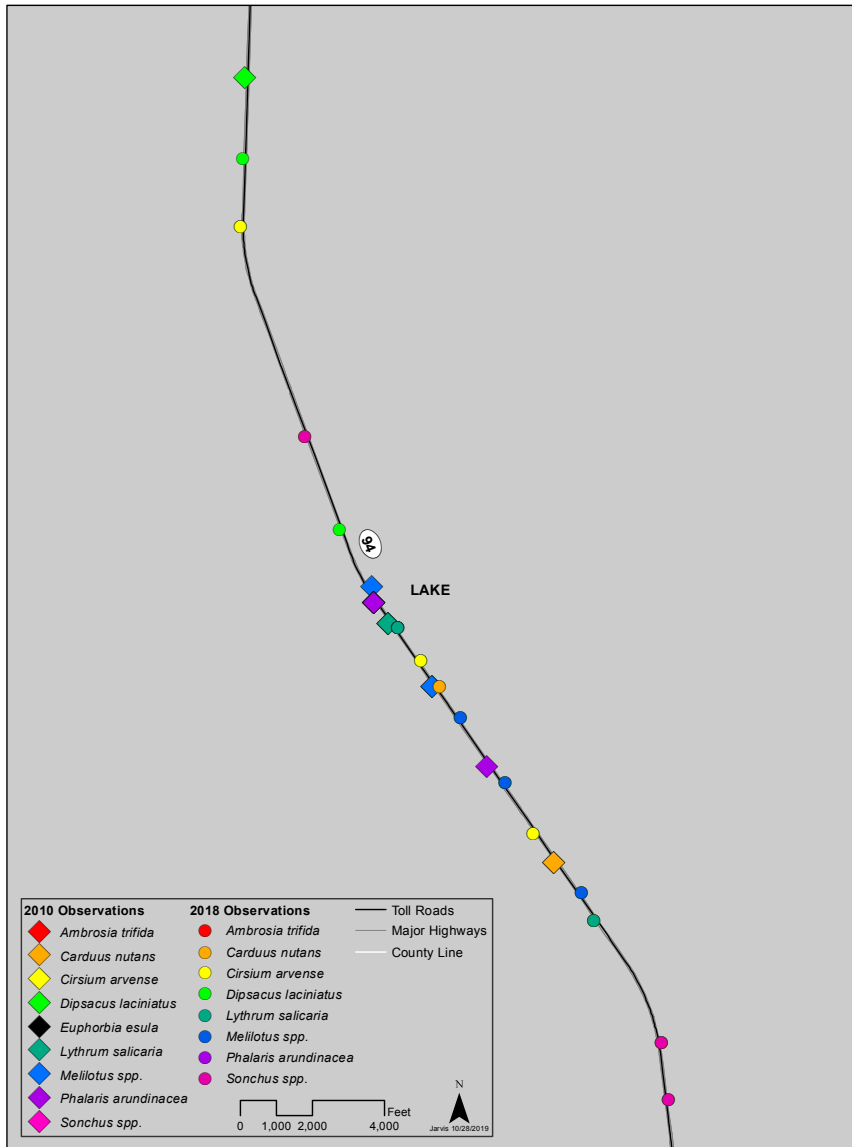 94
LAKE
2010 Observations
Ambrosia trifida
Carduus nutans
Cirsium arvense
Dipsacus laciniatus
Euphorbia esula
Lythrum salicaria
Melilotus spp.
Phalaris arundinacea
Sonchus spp.
2018 Observations
Ambrosia trifida
Carduus nutans
Cirsium arvense
Dipsacus laciniatus
Lythrum salicaria
Melilotus spp.
Phalaris arundinacea
Sonchus spp.
Toll Roads
Major Highways
County Line
Feet
0 1,000 2,000 4,000
N
Jarvis 10/28/2019